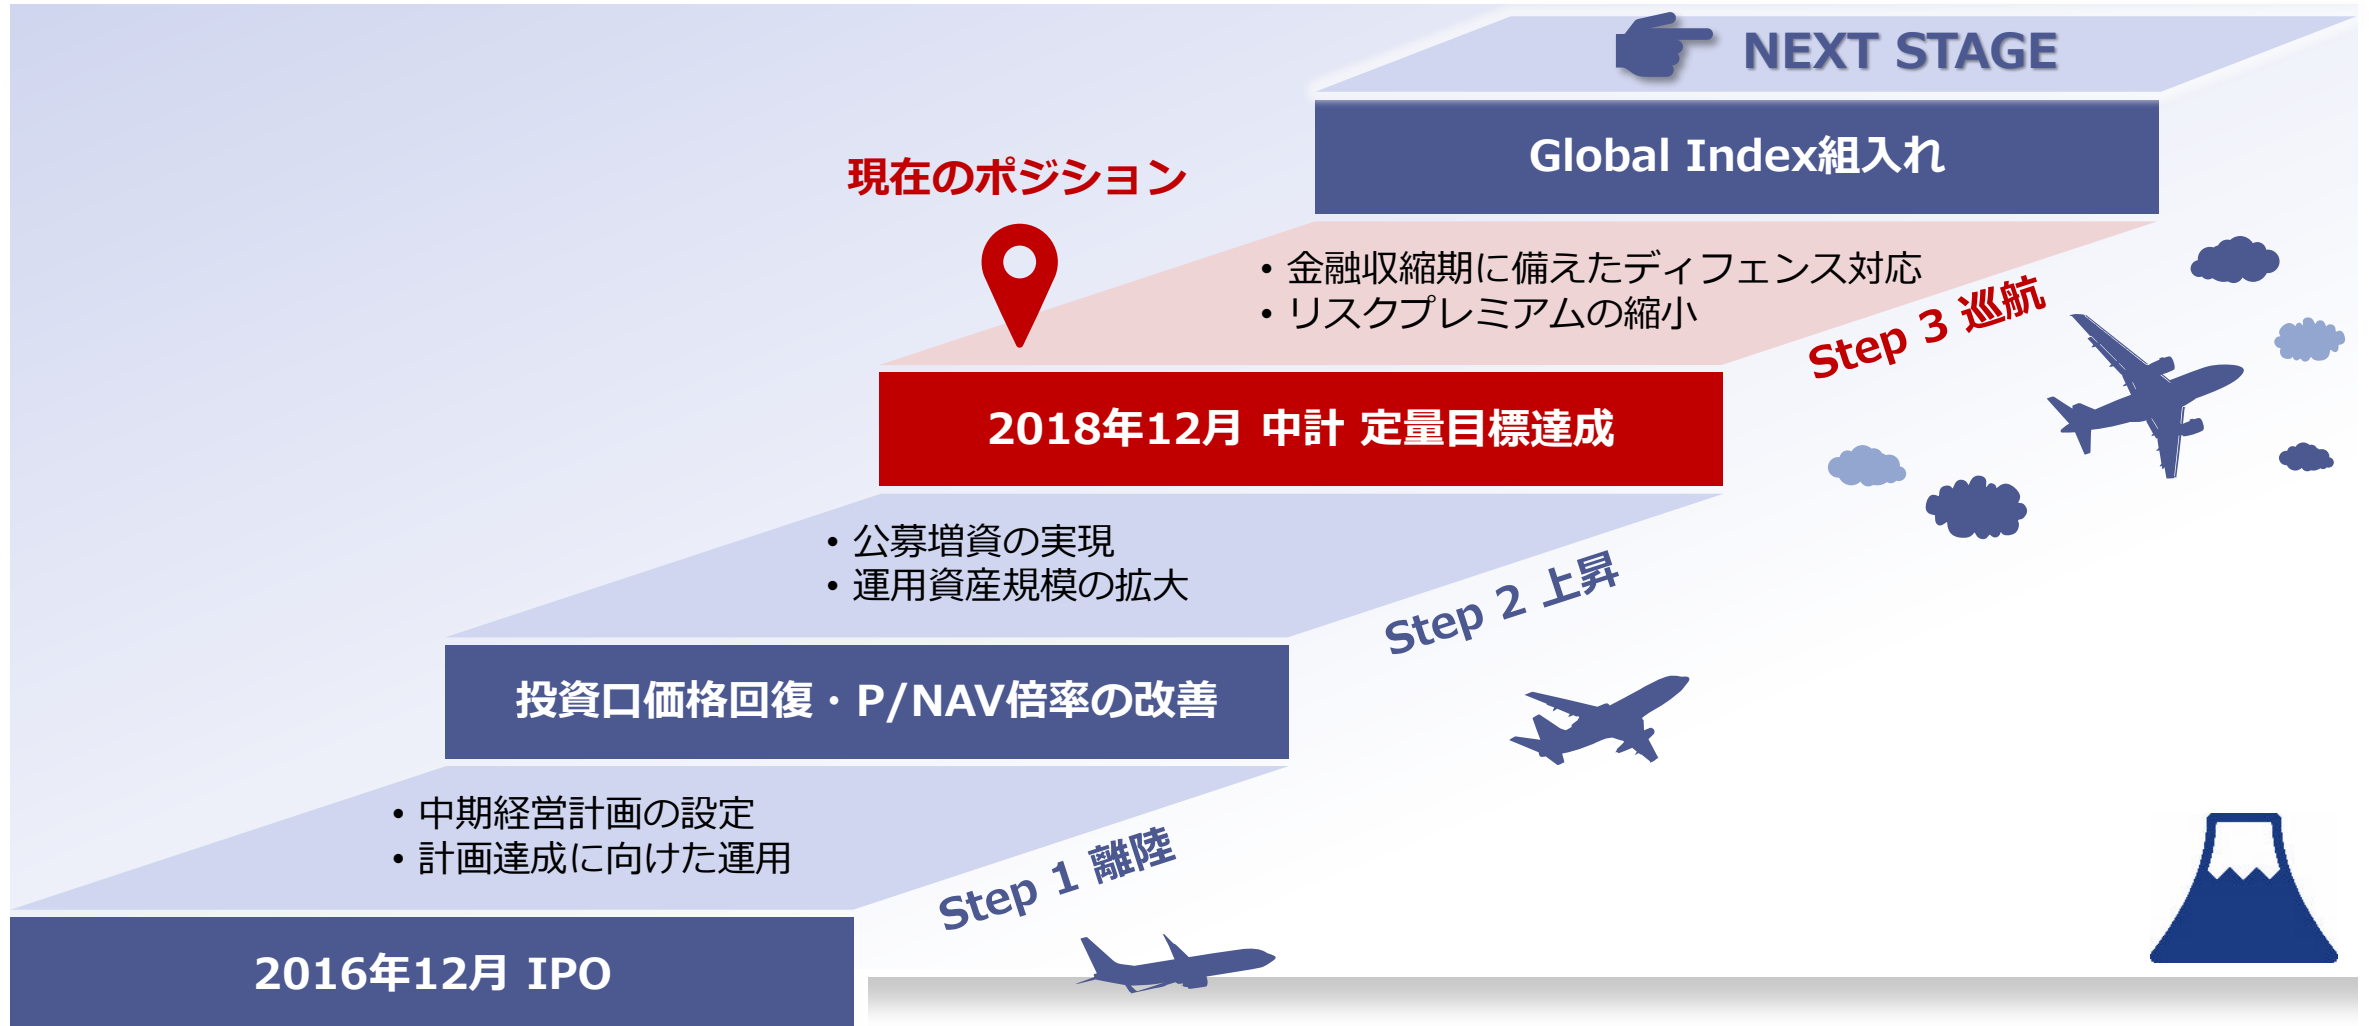 NEXT STAGE
Global Index組入れ
現在のポジション
• 金融収縮期に備えたディフェンス対応
• リスクプレミアムの縮小
Step 3 巡航
2018年12月 中計 定量目標達成
• 公募増資の実現
• 運用資産規模の拡大
Step 2 上昇
投資口価格回復・P/NAV倍率の改善
• 中期経営計画の設定
• 計画達成に向けた運用
Step 1 離陸
2016年12月 IPO